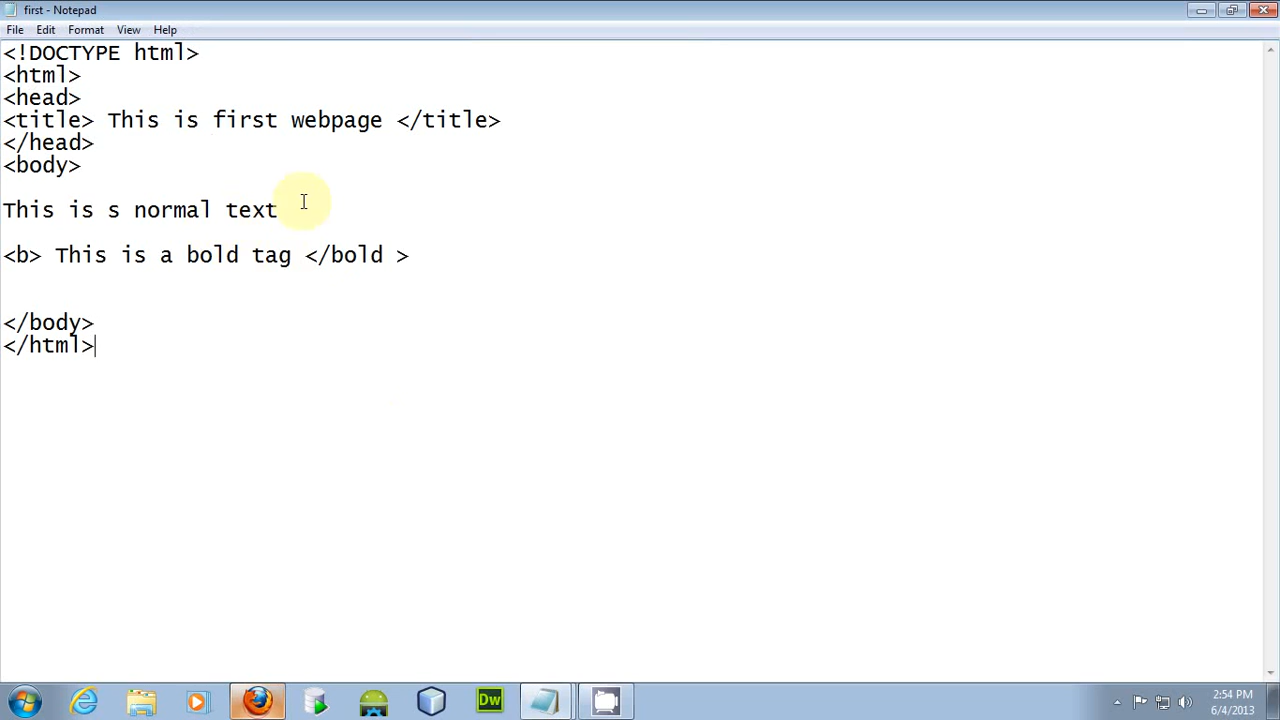 first - Notepad
File Edit Format View Help
<!DOCTYPE html>
<html>
<head>
<title> This is first webpage </title>
</head>
<body>
This is s normal text
<b> This is a bold tag </bold >
</body>
</html>
Dw
2:54 PM
6/4/2013